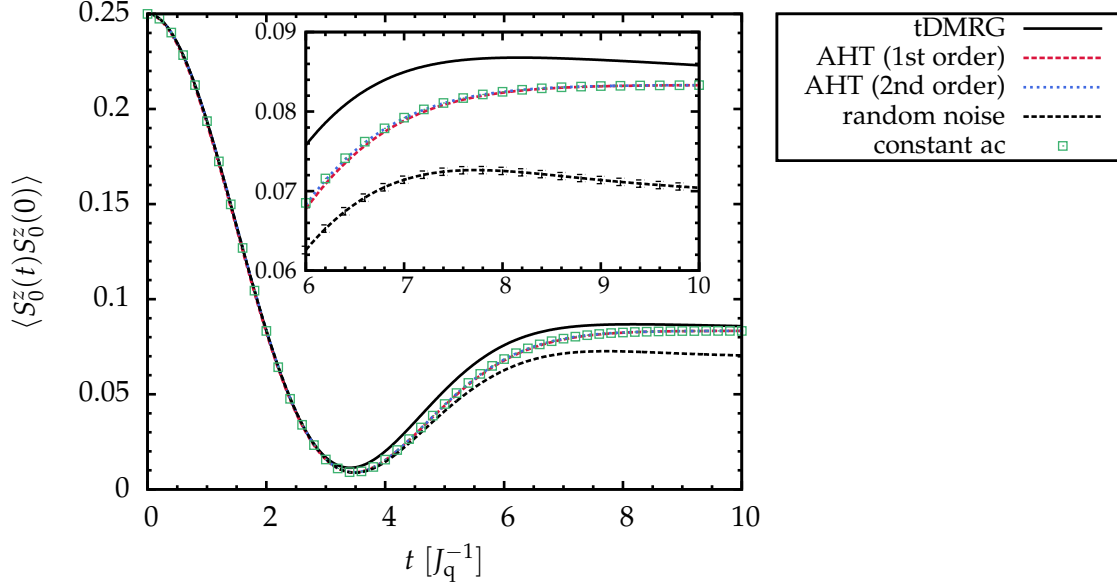 tDMRG
AHT (1st order)
AHT (2nd order)
random noise
constant ac
0.25
0.2
0.15
0.1
0.05
0
0 2 4 6 8 10
⟨S₀ᶻ(t)S₀ᶻ(0)⟩
t [J_q⁻¹]
0.09
0.08
0.07
0.06
6 7 8 9 10